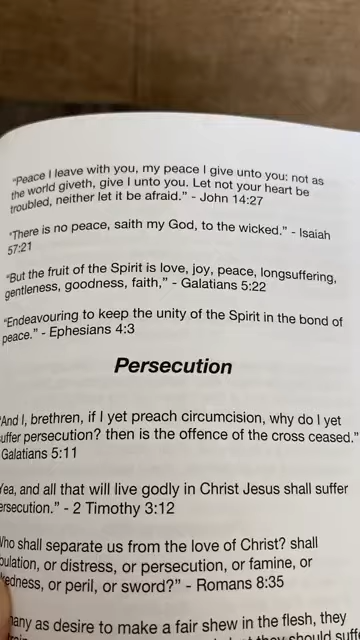 "Peace I leave with you, my peace I give unto you: not as
the world giveth, give I unto you. Let not your heart be
troubled, neither let it be afraid." - John 14:27
"There is no peace, saith my God, to the wicked." - Isaiah
57:21
"But the fruit of the Spirit is love, joy, peace, longsuffering,
gentleness, goodness, faith," - Galatians 5:22
"Endeavouring to keep the unity of the Spirit in the bond of
peace." - Ephesians 4:3
Persecution
"And I, brethren, if I yet preach circumcision, why do I yet
uffer persecution? then is the offence of the cross ceased."
Galatians 5:11
Yea, and all that will live godly in Christ Jesus shall suffer
ersecution." - 2 Timothy 3:12
Who shall separate us from the love of Christ? shall
bulation, or distress, or persecution, or famine, or
kedness, or peril, or sword?" - Romans 8:35
many as desire to make a fair shew in the flesh, they
should suff